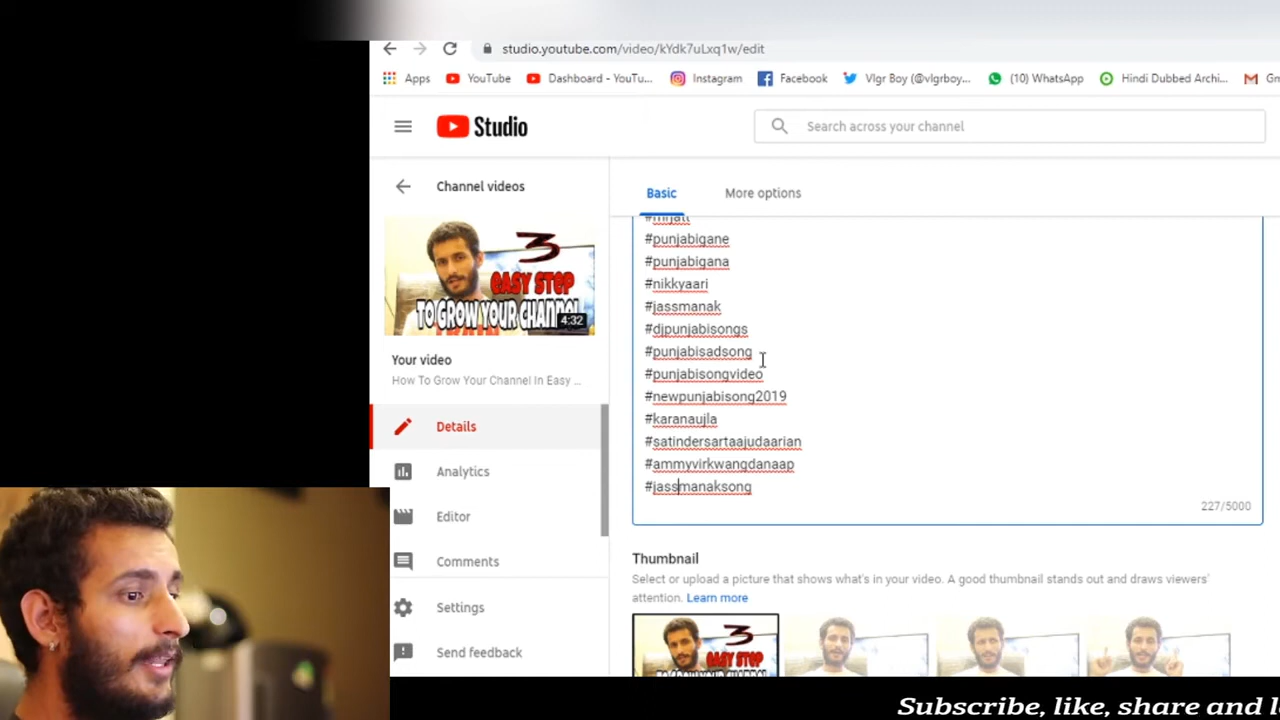 studio.youtube.com/video/kYdk7uLxq1w/edit
Apps YouTube Dashboard - YouTu... Instagram Facebook Vlgr Boy (@vlgrboy... (10) WhatsApp Hindi Dubbed Archi...
Studio
Search across your channel
Channel videos
Basic More options
3
EASY STEP
TO GROW YOUR CHANNEL
4:32
Your video
How To Grow Your Channel In Easy ...
Details
Analytics
Editor
Comments
Settings
Send feedback
#mrjatt
#punjabigane
#punjabigana
#nikkyaari
#jassmanak
#djpunjabisongs
#punjabisadsong
#punjabisongvideo
#newpunjabisong2019
#karanaujla
#satindersartaajudaarian
#ammyvirkwangdanaap
#jassmanaksong
227/5000
Thumbnail
Select or upload a picture that shows what's in your video. A good thumbnail stands out and draws viewers'
attention. Learn more
3
EASY STEP
Subscribe, like, share and